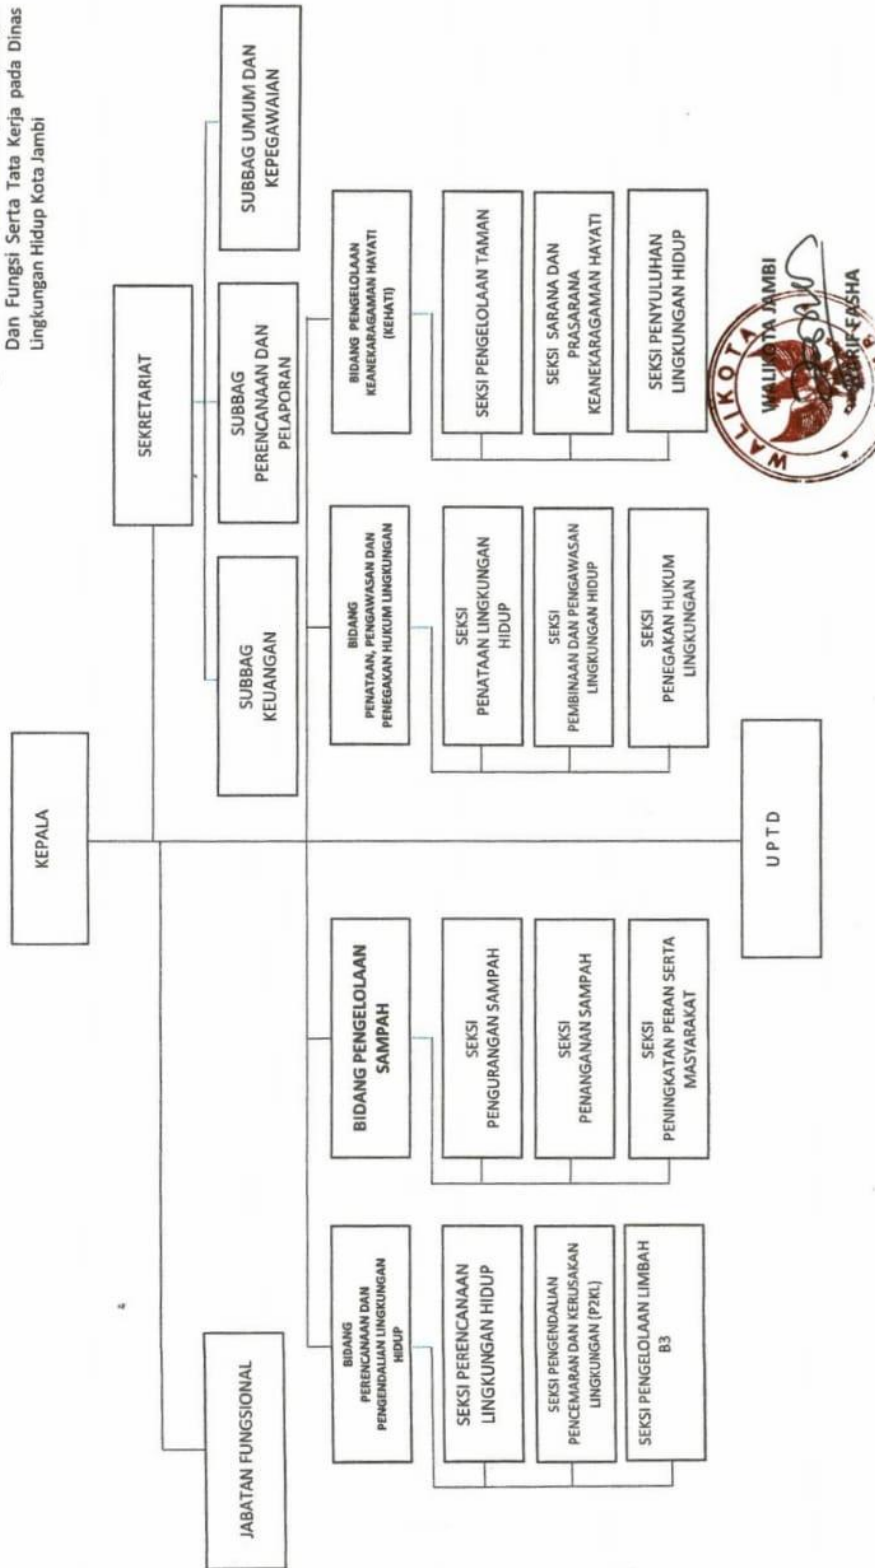 Dan Fungsi Serta Tata Kerja pada Dinas
Lingkungan Hidup Kota Jambi
KEPALA
SEKRETARIAT
JABATAN FUNGSIONAL
SUBBAG
KEUANGAN
SUBBAG
PERENCANAAN DAN
PELAPORAN
SUBBAG UMUM DAN
KEPEGAWAIAN
BIDANG
PERENCANAAN DAN
PENGENDALIAN LINGKUNGAN
HIDUP
SEKSI PERENCANAAN
LINGKUNGAN HIDUP
SEKSI PENGENDALIAN
PENCEMARAN DAN KERUSAKAN
LINGKUNGAN (P2KL)
SEKSI PENGELOLAAN LIMBAH
B3
BIDANG PENGELOLAAN
SAMPAH
SEKSI
PENGURANGAN SAMPAH
SEKSI
PENANGANAN SAMPAH
SEKSI
PENINGKATAN PERAN SERTA
MASYARAKAT
BIDANG
PENATAAN, PENGAWASAN DAN
PENEGAKAN HUKUM LINGKUNGAN
SEKSI
PENATAAN LINGKUNGAN
HIDUP
SEKSI
PEMBINAAN DAN PENGAWASAN
LINGKUNGAN HIDUP
SEKSI
PENEGAKAN HUKUM
LINGKUNGAN
BIDANG PENGELOLAAN
KEANEKARAGAMAN HAYATI
(KEHATI)
SEKSI PENGELOLAAN TAMAN
SEKSI SARANA DAN
PRASARANA
KEANEKARAGAMAN HAYATI
SEKSI PENYULUHAN
LINGKUNGAN HIDUP
U P T D
WALIKOTA JAMBI
WALIKOTA
FASHA